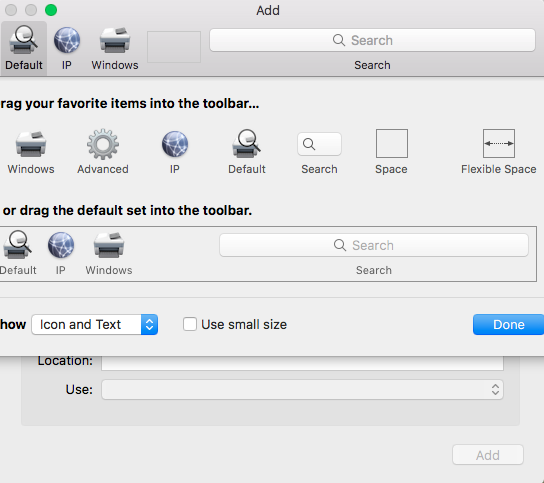 Add
Default IP Windows Search
Search
rag your favorite items into the toolbar...
Windows Advanced IP Default Search Space Flexible Space
or drag the default set into the toolbar.
Search
Default IP Windows Search
how Icon and Text Use small size Done
Location:
Use:
Add